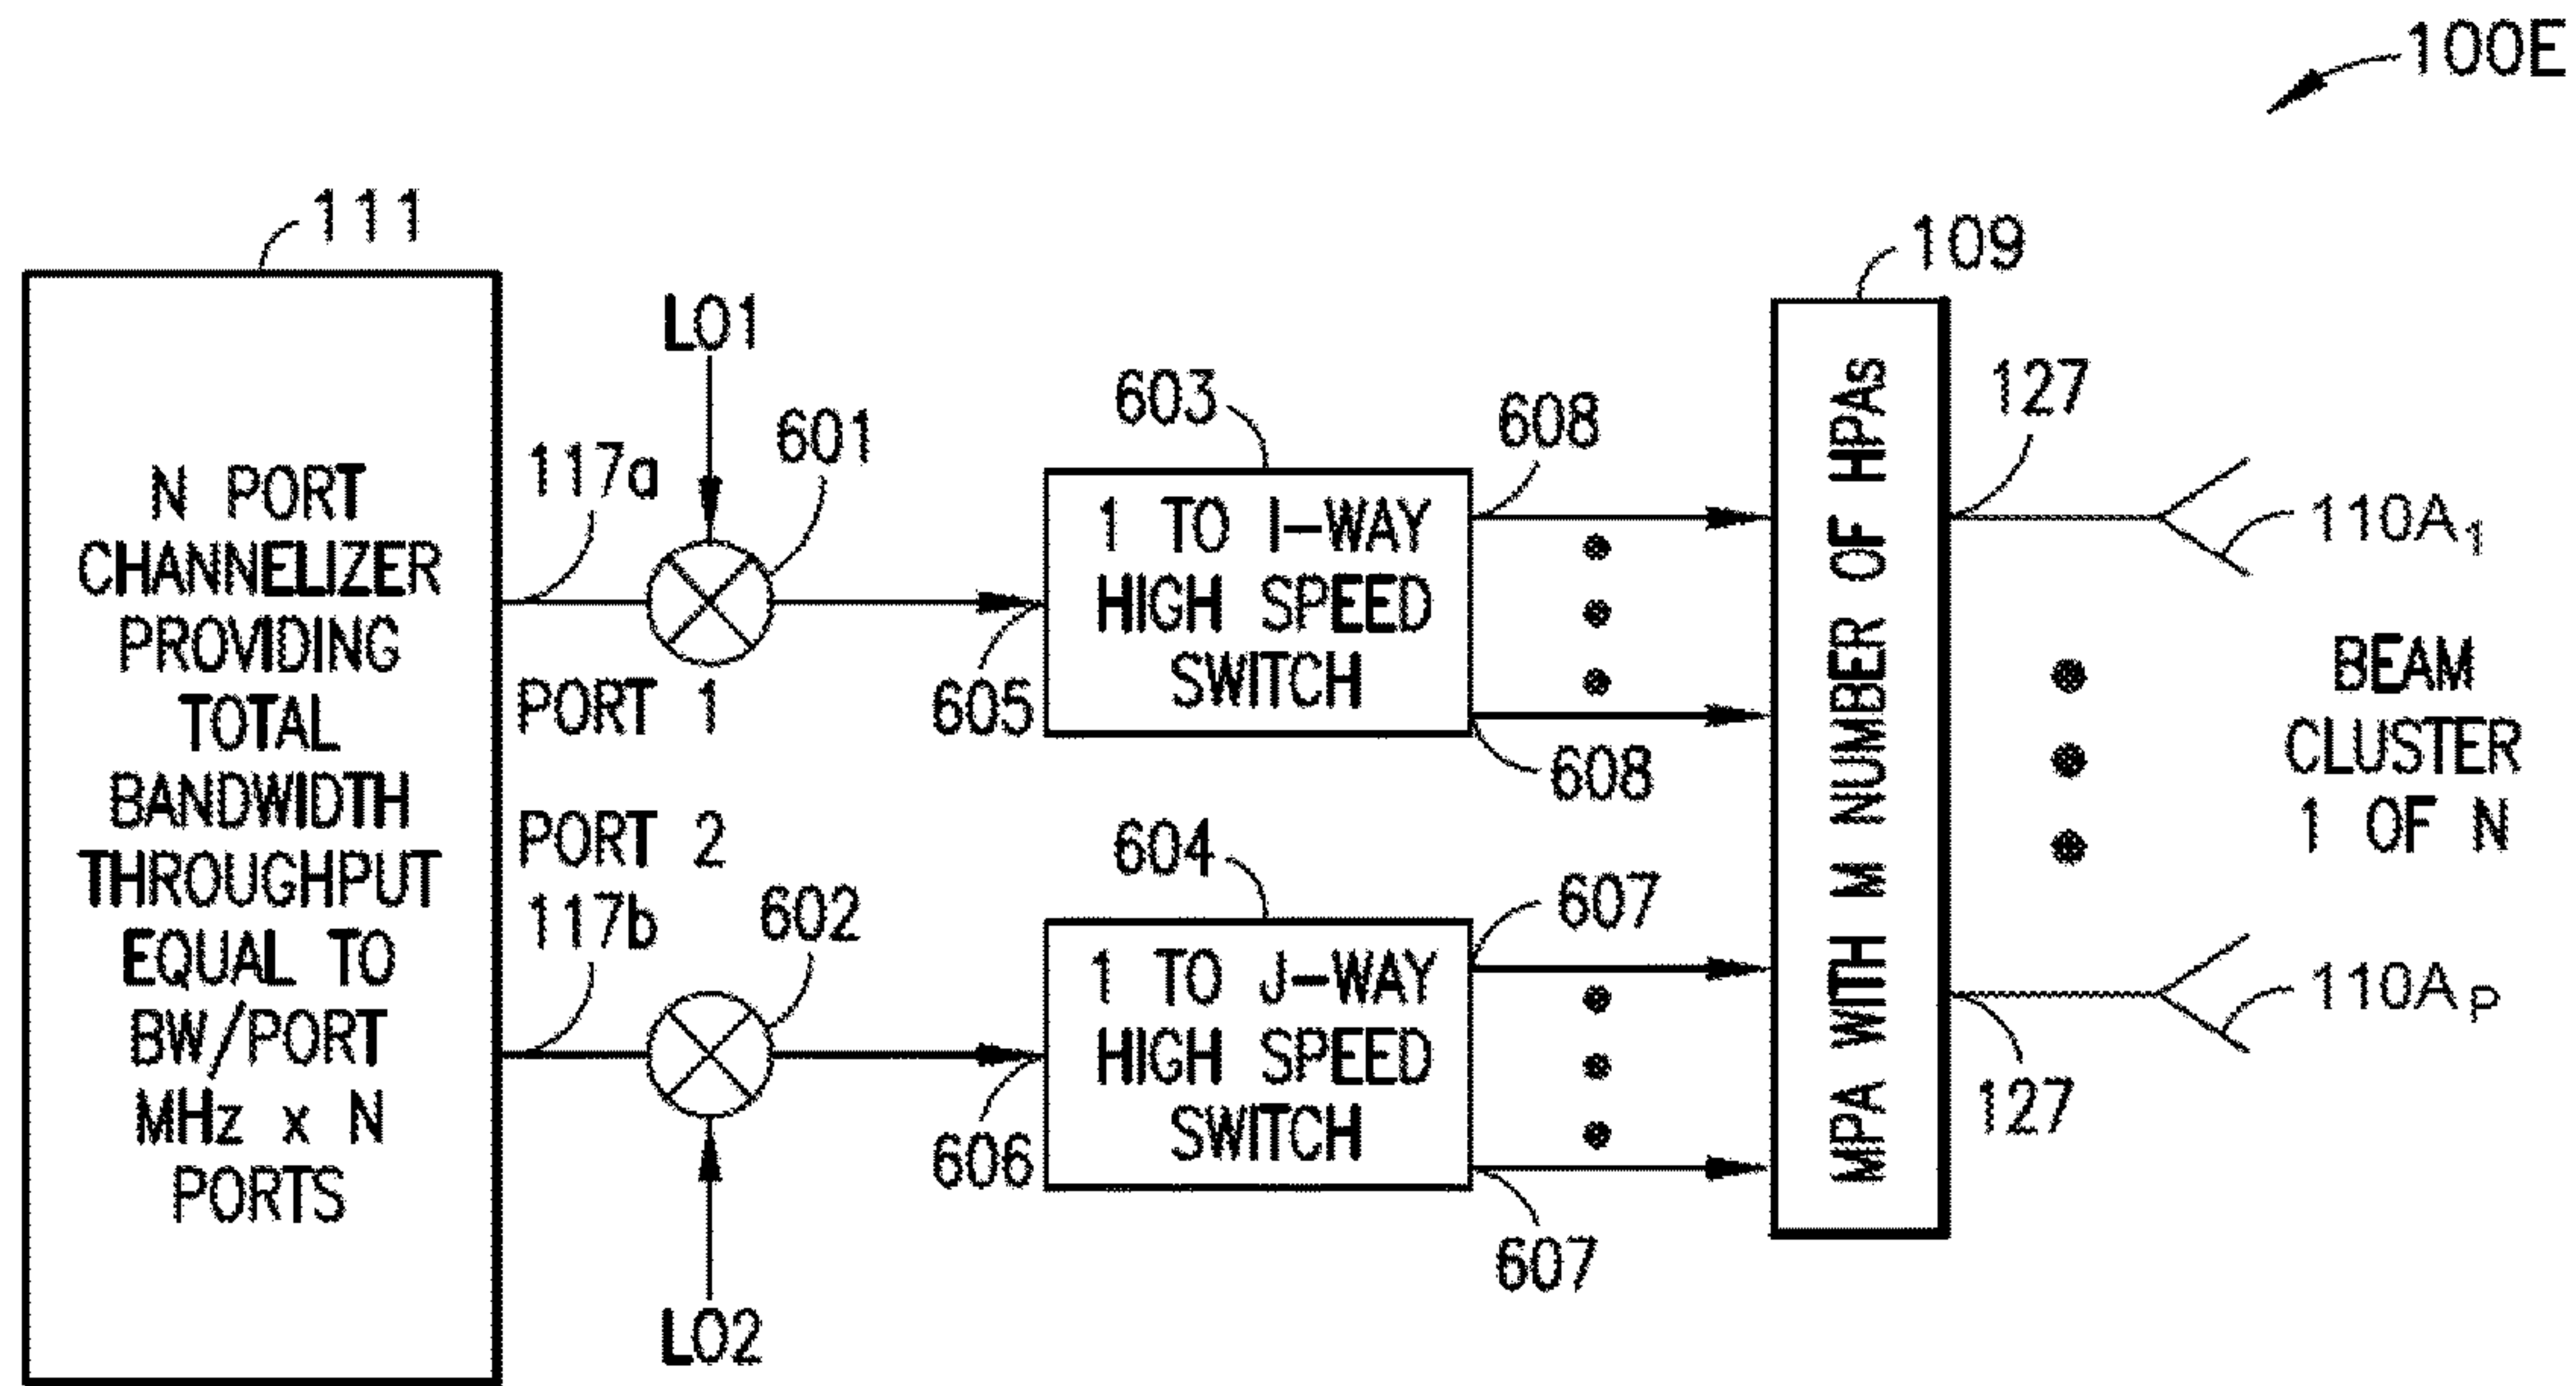 100E
111
N PORT
CHANNELIZER
PROVIDING
TOTAL
BANDWIDTH
THROUGHPUT
EQUAL TO
BW/PORT
MHz x N
PORTS
117a
PORT 1
PORT 2
117b
LO1
601
602
LO2
605
606
603
1 TO I-WAY
HIGH SPEED
SWITCH
604
1 TO J-WAY
HIGH SPEED
SWITCH
608
608
607
607
109
MPA WITH M NUMBER OF HPAs
127
127
110A1
BEAM
CLUSTER
1 OF N
110AP